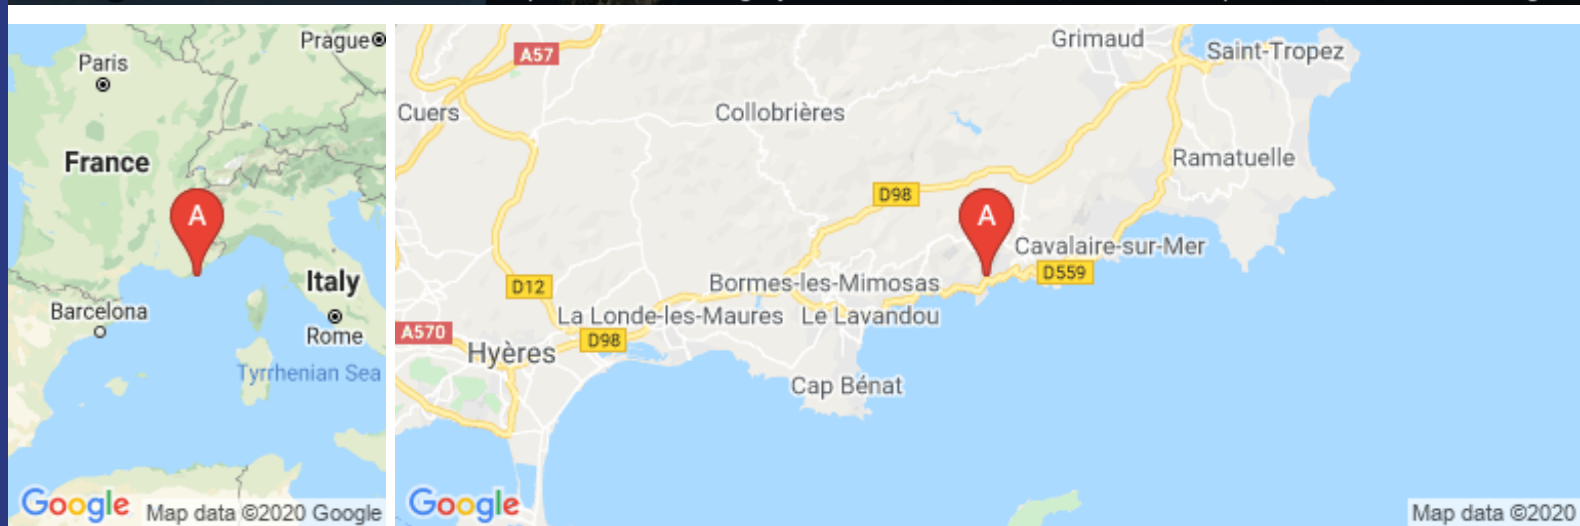 Prague
Paris
France
A
Italy
Barcelona
Rome
Tyrrhenian Sea
Google
Map data ©2020 Google
Grimaud
Saint-Tropez
A57
Cuers
Collobrières
Ramatuelle
D98
A
Cavalaire-sur-Mer
D559
Bormes-les-Mimosas
D12
La Londe-les-Maures
Le Lavandou
A570
D98
Hyères
Cap Bénat
Google
Map data ©2020